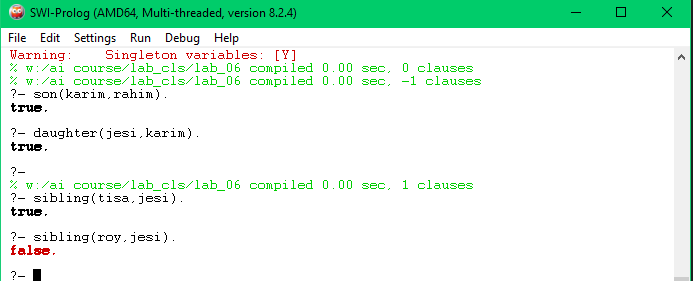 SWI-Prolog (AMD64, Multi-threaded, version 8.2.4)
File Edit Settings Run Debug Help
Warning:    Singleton variables: [Y]
% w:/ai course/lab_cls/lab_06 compiled 0.00 sec, 0 clauses
% w:/ai course/lab_cls/lab_06 compiled 0.00 sec, -1 clauses
?- son(karim,rahim).
true.
?- daughter(jesi,karim).
true.
?-
% w:/ai course/lab_cls/lab_06 compiled 0.00 sec, 1 clauses
?- sibling(tisa,jesi).
true.
?- sibling(roy,jesi).
false.
?-